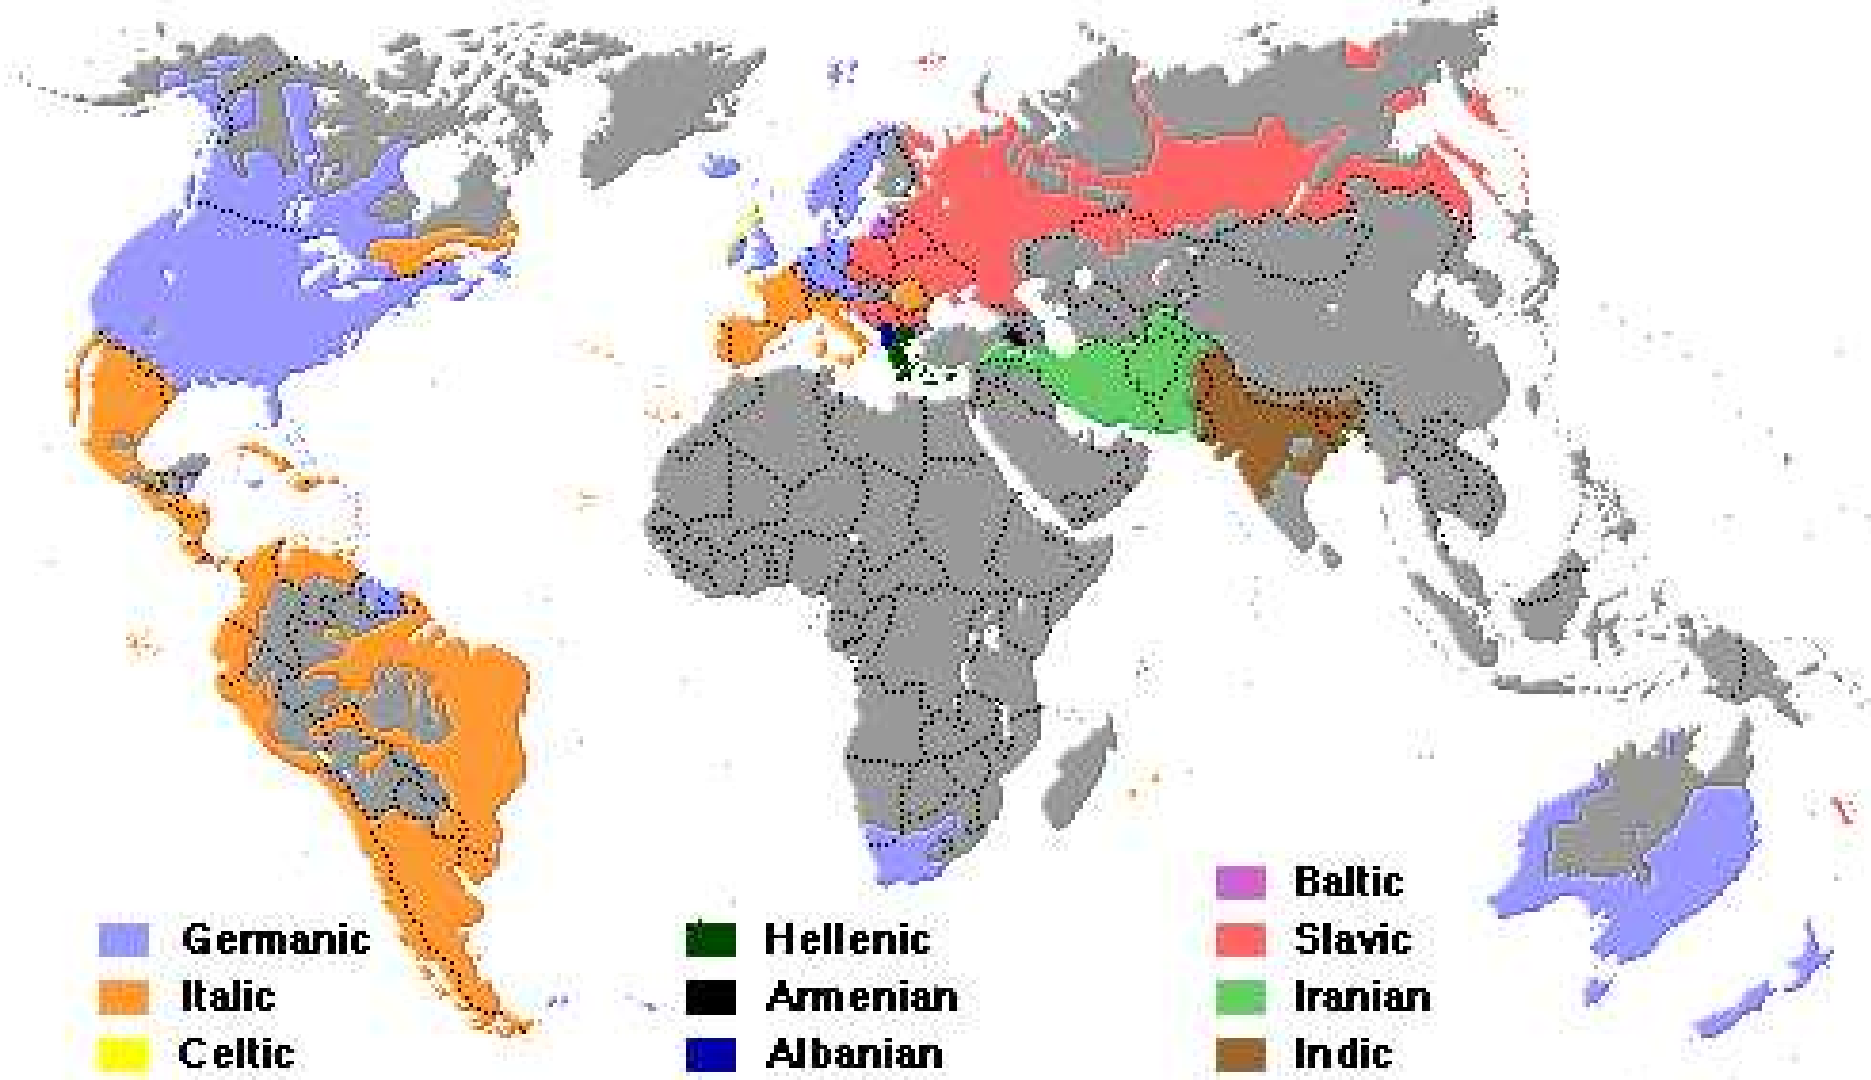 Germanic
Italic
Celtic
Hellenic
Armenian
Albanian
Baltic
Slavic
Iranian
Indic